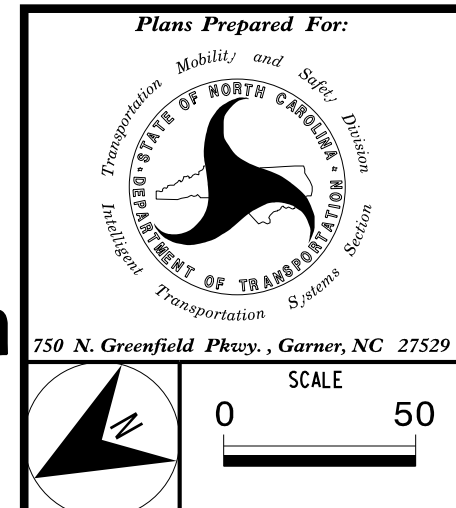 Plans Prepared For:
Transportation Mobility and Safety Division
STATE OF NORTH CAROLINA
DEPARTMENT OF TRANSPORTATION
Intelligent Transportation Systems Section
750 N. Greenfield Pkwy. , Garner, NC 27529
N
SCALE
0 50